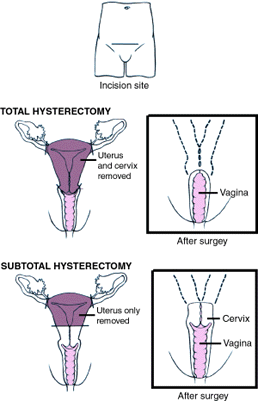 Incision site
TOTAL HYSTERECTOMY
Uterus
and cervix
removed
Vagina
After surgey
SUBTOTAL HYSTERECTOMY
Uterus only
removed
Cervix
Vagina
After surgey